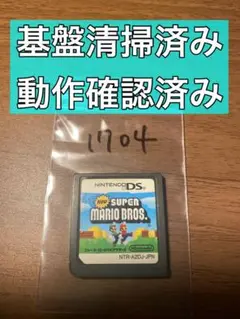 基盤清掃済み
動作確認済み
1704
NINTENDO DS
NEW
SUPER
MARIO BROS.
Nintendo
NTR-A2DJ-JPN